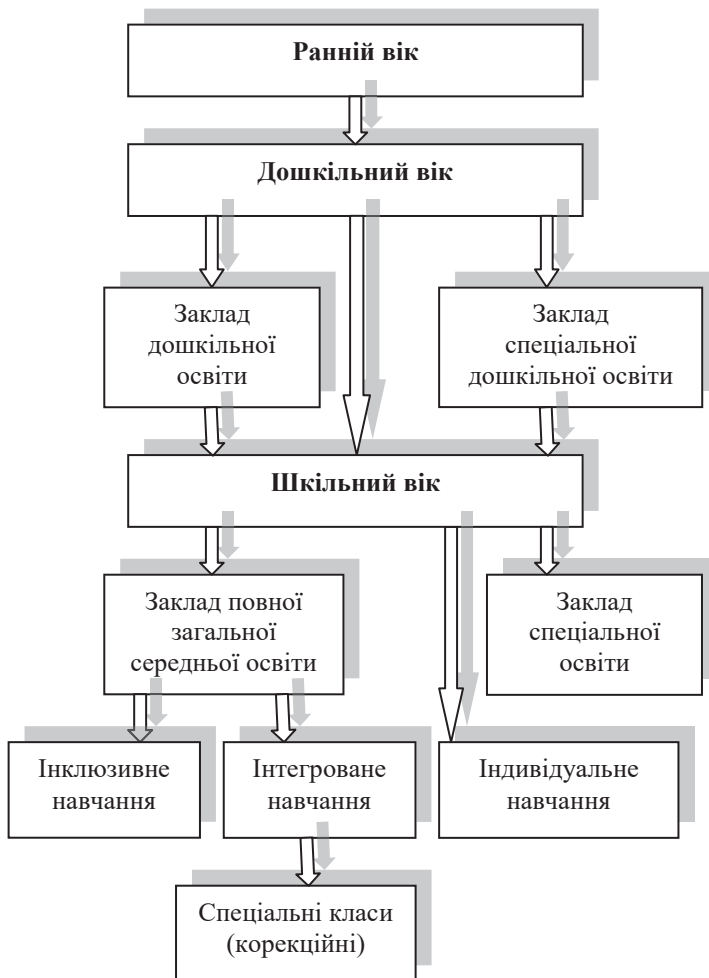 Ранній вік
Дошкільний вік
Заклад
дошкільної
освіти
Заклад
спеціальної
дошкільної освіти
Шкільний вік
Заклад повної
загальної
середньої освіти
Заклад
спеціальної
освіти
Інклюзивне
навчання
Інтегроване
навчання
Індивідуальне
навчання
Спеціальні класи
(корекційні)